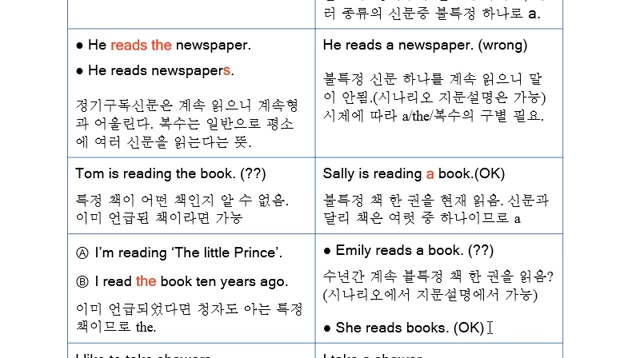 러 종류의 신문중 불특정 하나로 a.
● He reads the newspaper.
● He reads newspapers.
정기구독신문은 계속 읽으니 계속형
과 어울린다. 복수는 일반으로 평소
에 여러 신문을 읽는다는 뜻.
He reads a newspaper. (wrong)
불특정 신문 하나를 계속 읽으니 말
이 안됨.(시나리오 지문설명은 가능)
시제에 따라 a/the/복수의 구별 필요.
Tom is reading the book. (??)
특정 책이 어떤 책인지 알 수 없음.
이미 언급된 책이라면 가능
Sally is reading a book.(OK)
불특정 책 한 권을 현재 읽음. 신문과
달리 책은 여럿 중 하나이므로 a
Ⓐ I'm reading ‘The little Prince’.
Ⓑ I read the book ten years ago.
이미 언급되었다면 청자도 아는 특정
책이므로 the.
● Emily reads a book. (??)
수년간 계속 불특정 책 한 권을 읽음?
(시나리오에서 지문설명에서 가능)
● She reads books. (OK)
I like to take showers.
I take a shower.